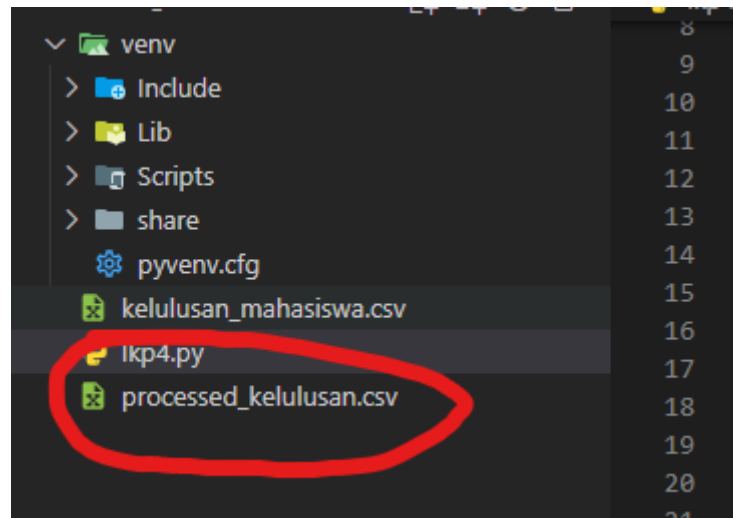 venv
Include
Lib
Scripts
share
pyvenv.cfg
kelulusan_mahasiswa.csv
lkp4.py
processed_kelulusan.csv
8
9
10
11
12
13
14
15
16
17
18
19
20